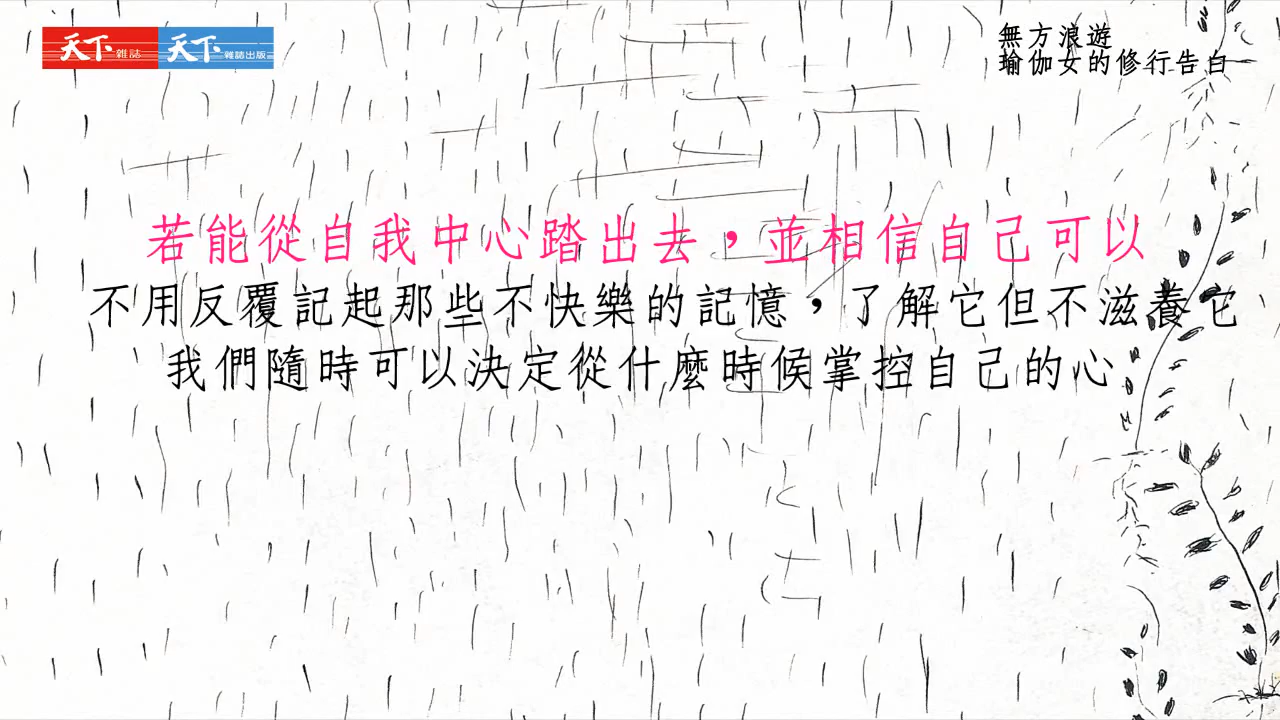 天下雜誌 天下雜誌出版
無方浪遊
瑜伽女的修行告白
若能從自我中心踏出去，並相信自己可以
不用反覆記起那些不快樂的記憶，了解它但不滋養它
我們隨時可以決定從什麼時候掌控自己的心